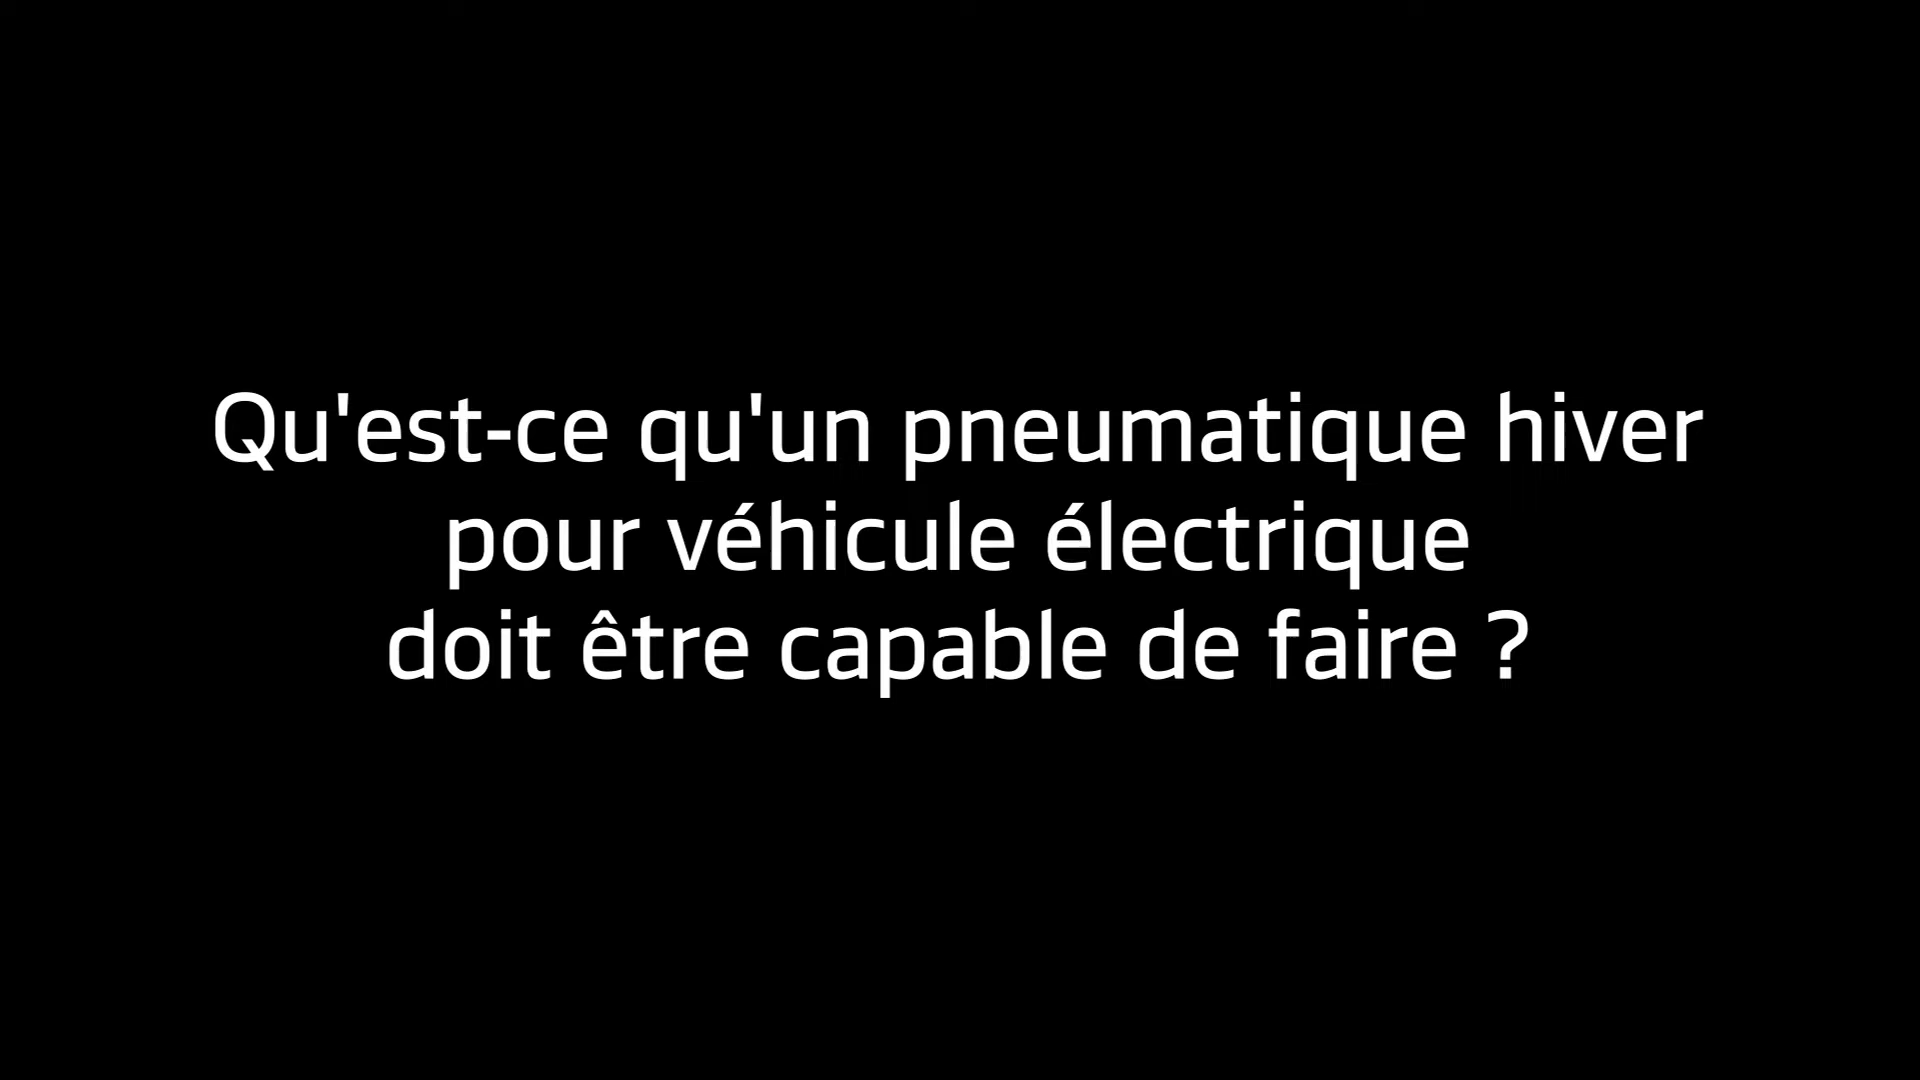 Qu'est-ce qu'un pneumatique hiver
pour véhicule électrique
doit être capable de faire ?